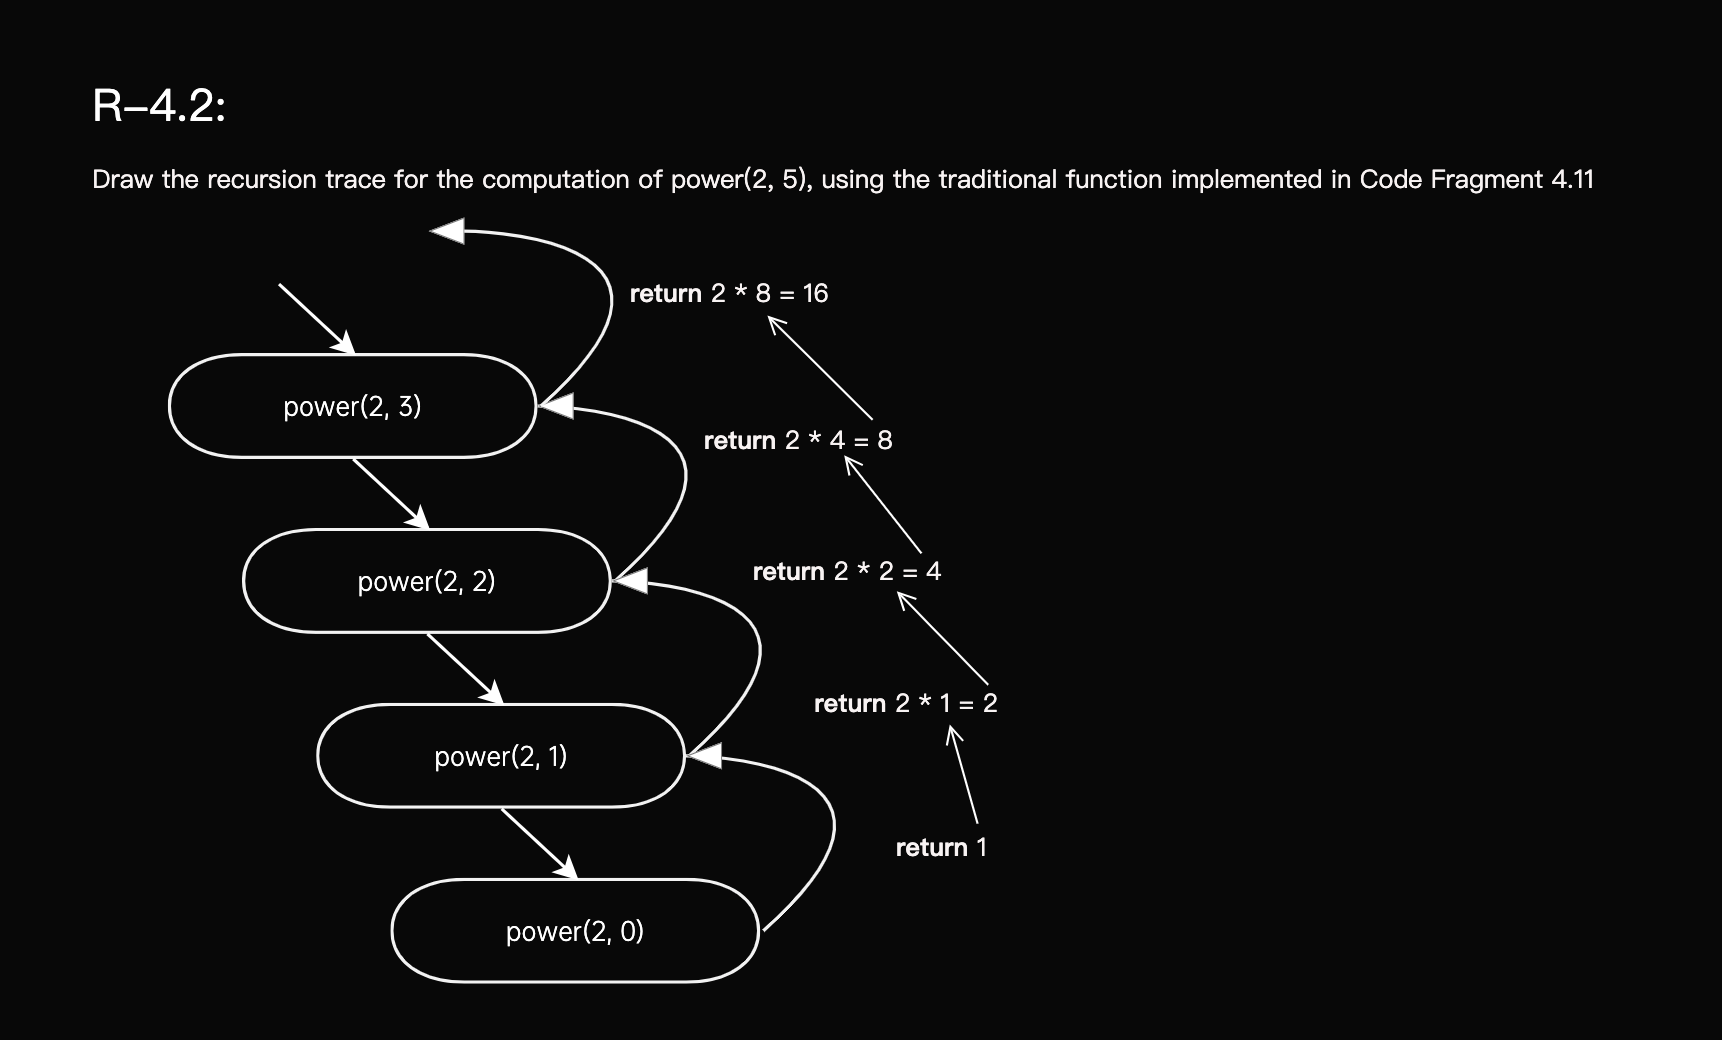 R-4.2:
Draw the recursion trace for the computation of power(2, 5), using the traditional function implemented in Code Fragment 4.11
return 2 * 8 = 16
power(2, 3)
return 2 * 4 = 8
power(2, 2)
return 2 * 2 = 4
return 2 * 1 = 2
power(2, 1)
return 1
power(2, 0)